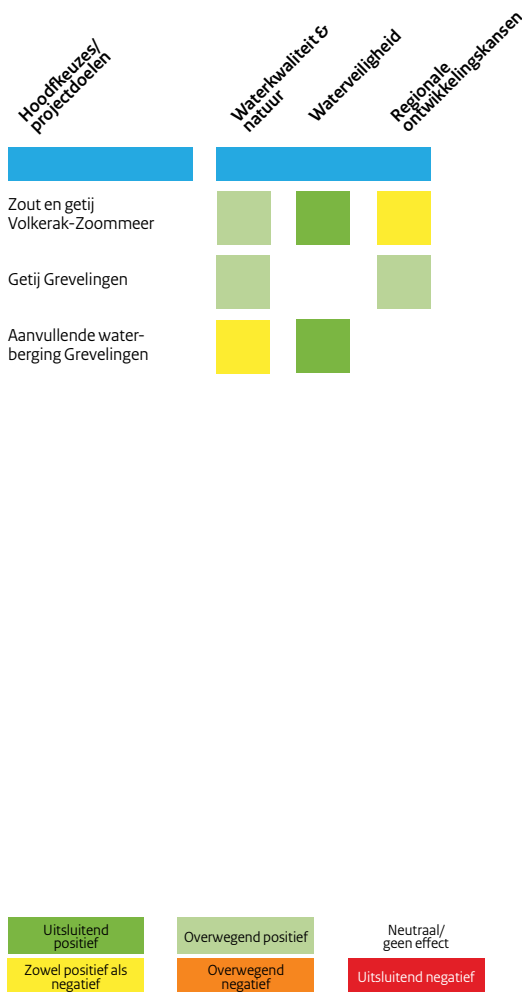 Hoodfkeuzes/
projectdoelen
Waterkwaliteit &
natuur
Waterveiligheid
Regionale
ontwikkelingskansen
Zout en getij
Volkerak-Zoommeer
Getij Grevelingen
Aanvullende water-
berging Grevelingen
Uitsluitend
positief
Overwegend positief
Neutraal/
geen effect
Zowel positief als
negatief
Overwegend
negatief
Uitsluitend negatief